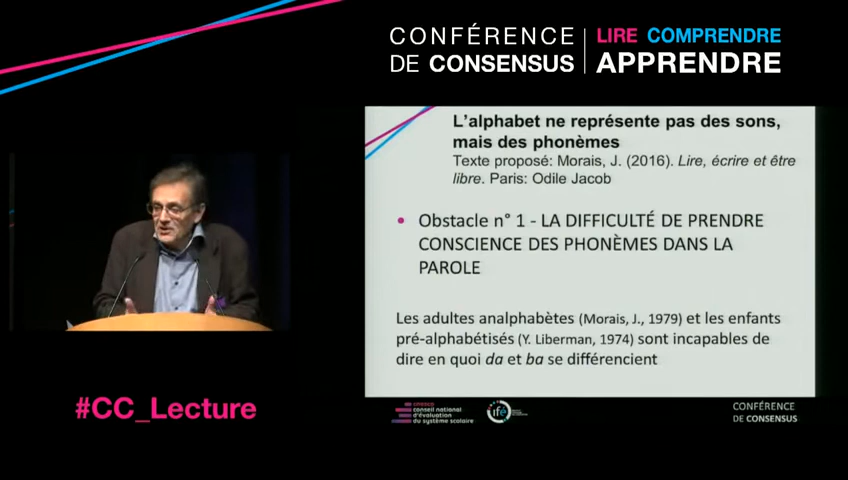 CONFÉRENCE
DE CONSENSUS
LIRE COMPRENDRE
APPRENDRE
L’alphabet ne représente pas des sons,
mais des phonèmes
Texte proposé: Morais, J. (2016). Lire, écrire et être
libre. Paris: Odile Jacob
• Obstacle n° 1 - LA DIFFICULTÉ DE PRENDRE
CONSCIENCE DES PHONÈMES DANS LA
PAROLE
Les adultes analphabètes (Morais, J., 1979) et les enfants
pré-alphabétisés (Y. Liberman, 1974) sont incapables de
dire en quoi da et ba se différencient
#CC_Lecture
cnesco
conseil national
d'évaluation
du système scolaire
ifé
CONFÉRENCE
DE CONSENSUS